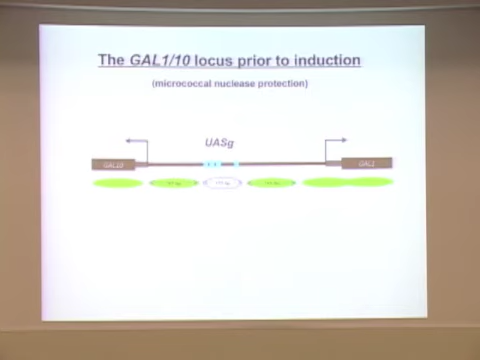 The GAL1/10 locus prior to induction
(micrococcal nuclease protection)
UASg
GAL10 GAL1